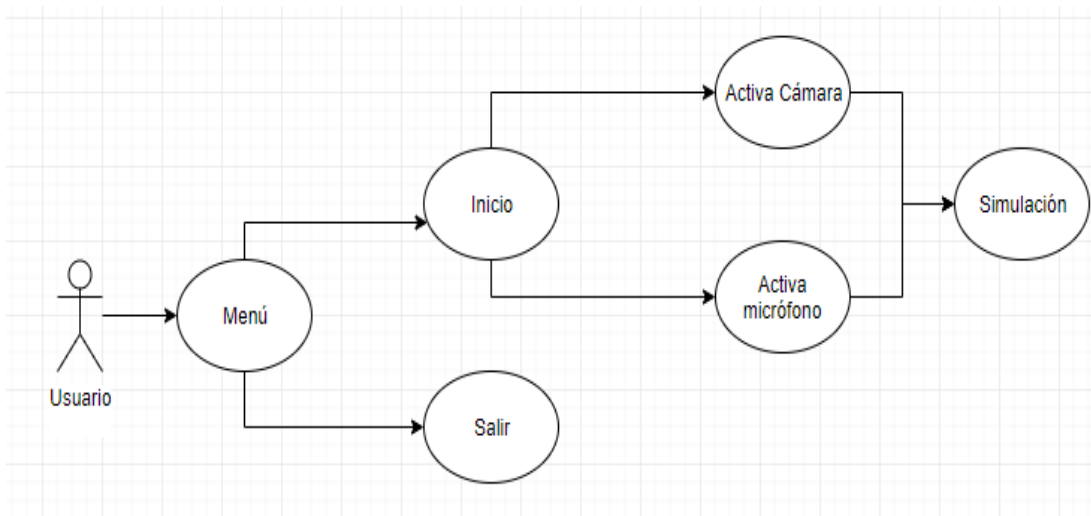 Activa Cámara
Inicio
Simulación
Activa
micrófono
Menú
Usuario
Salir